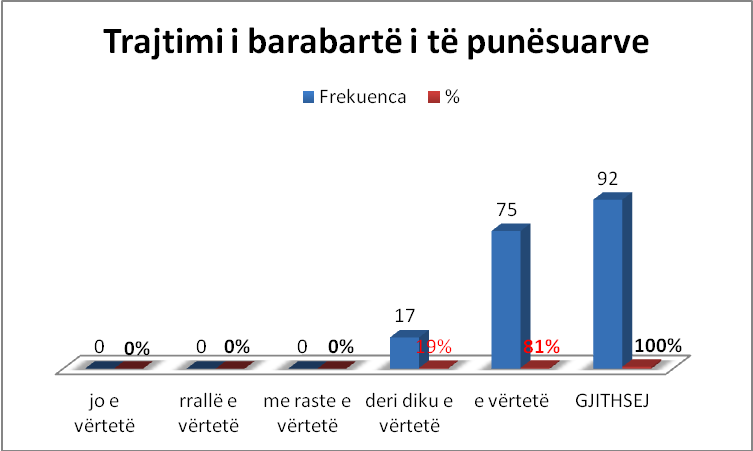 Trajtimi i barabartë i të punësuarve
Frekuenca %
92
75
17
0 0% 0 0% 0 0% 19% 81% 100%
jo e vërtetë
rrallë e vërtetë
me raste e vërtetë
deri diku e vërtetë
e vërtetë
GJITHSEJ